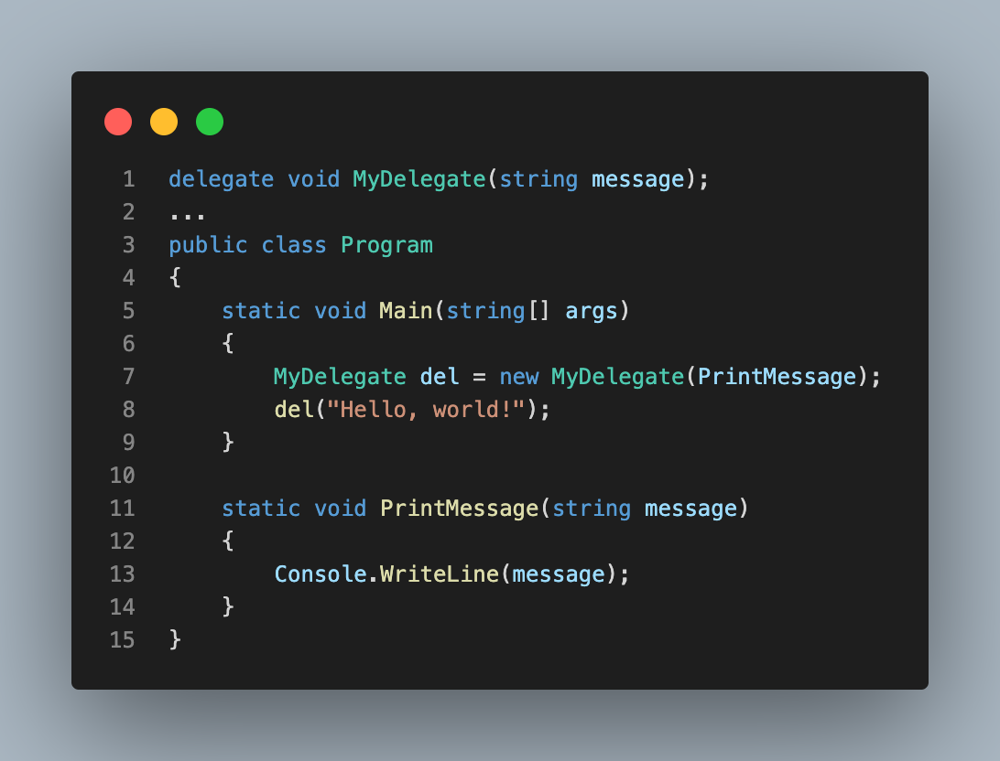 1 delegate void MyDelegate(string message);
2 ...
3 public class Program
4 {
5     static void Main(string[] args)
6     {
7         MyDelegate del = new MyDelegate(PrintMessage);
8         del("Hello, world!");
9     }
10
11     static void PrintMessage(string message)
12     {
13         Console.WriteLine(message);
14     }
15 }